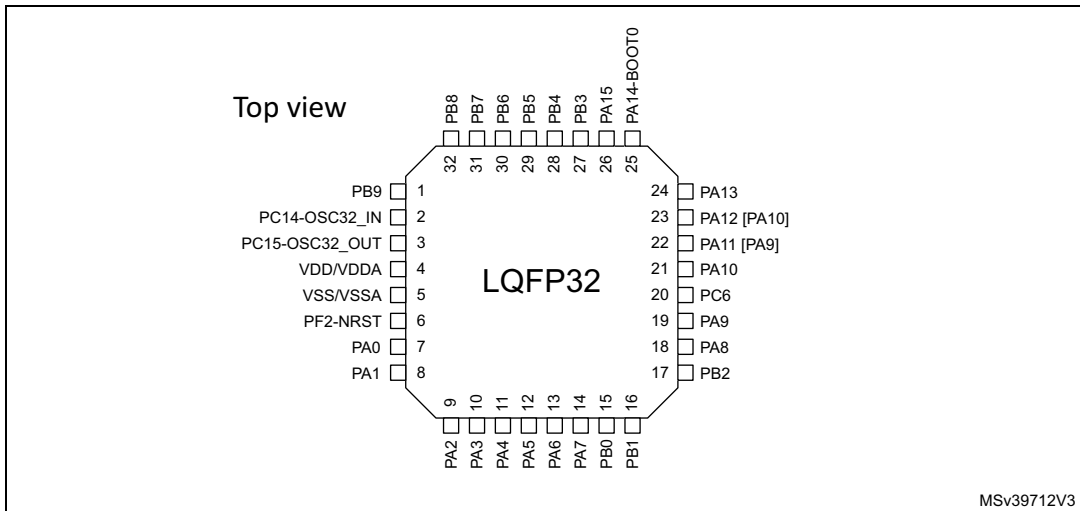 Top view
PB8
PB7
PB6
PB5
PB4
PB3
PA15
PA14-BOOT0
32
31
30
29
28
27
26
25
PB9 1
PC14-OSC32_IN 2
PC15-OSC32_OUT 3
VDD/VDDA 4
VSS/VSSA 5
PF2-NRST 6
PA0 7
PA1 8
LQFP32
24 PA13
23 PA12 [PA10]
22 PA11 [PA9]
21 PA10
20 PC6
19 PA9
18 PA8
17 PB2
9
10
11
12
13
14
15
16
PA2
PA3
PA4
PA5
PA6
PA7
PB0
PB1
MSv39712V3